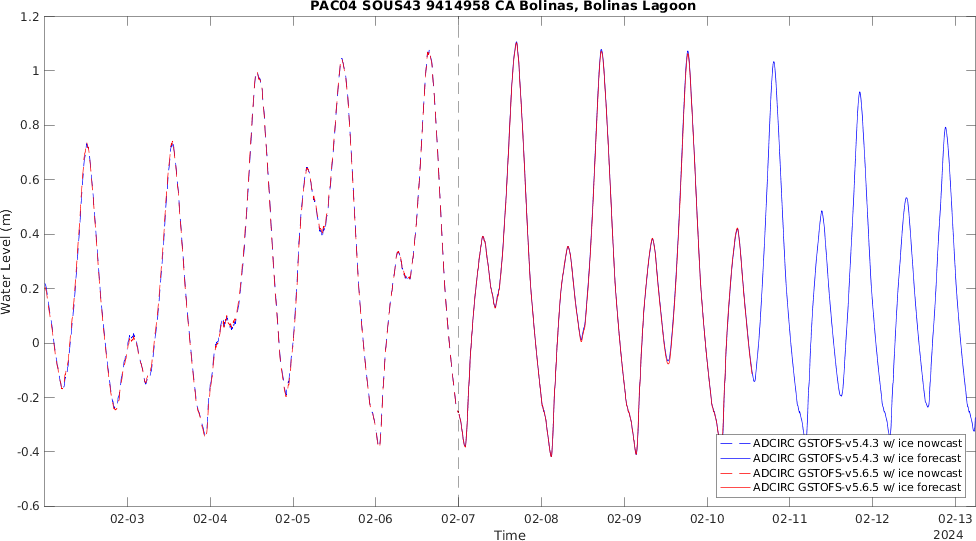 PAC04 SOUS43 9414958 CA Bolinas, Bolinas Lagoon
Water Level (m)
1.2
1
0.8
0.6
0.4
0.2
0
-0.2
-0.4
-0.6
ADCIRC GSTOFS-v5.4.3 w/ ice nowcast
ADCIRC GSTOFS-v5.4.3 w/ ice forecast
ADCIRC GSTOFS-v5.6.5 w/ ice nowcast
ADCIRC GSTOFS-v5.6.5 w/ ice forecast
02-03 02-04 02-05 02-06 02-07 02-08 02-09 02-10 02-11 02-12 02-13
Time 2024